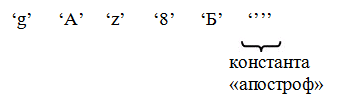 ‘g’ ‘A’ ‘z’ ‘8’ ‘Б’ ‘’’’
константа
«апостроф»